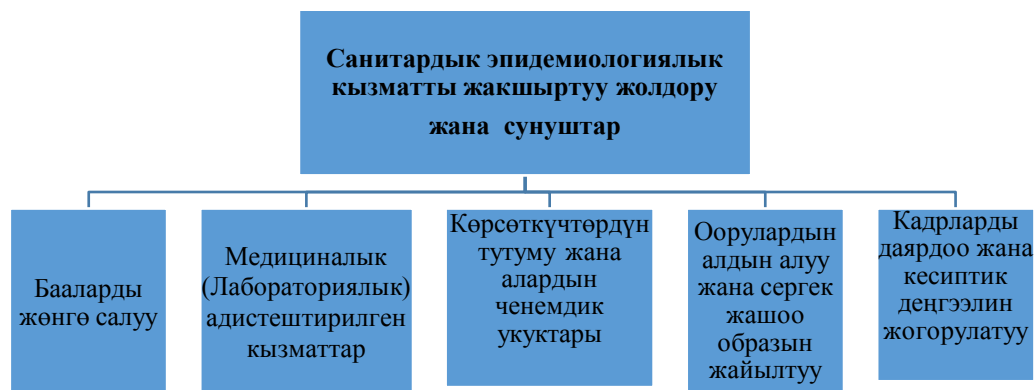 Санитардык эпидемиологиялык
кызматты жакшыртуу жолдору
жана сунуштар
Бааларды
жөнгө салуу
Медициналык
(Лабораториялык)
адистештирилген
кызматтар
Көрсөткүчтөрдүн
тутуму жана
алардын
ченемдик
укуктары
Оорулардын
алдын алуу
жана сергек
жашоо
образын
жайылтуу
Кадрларды
даярдоо жана
кесиптик
деңгээлин
жогорулатуу